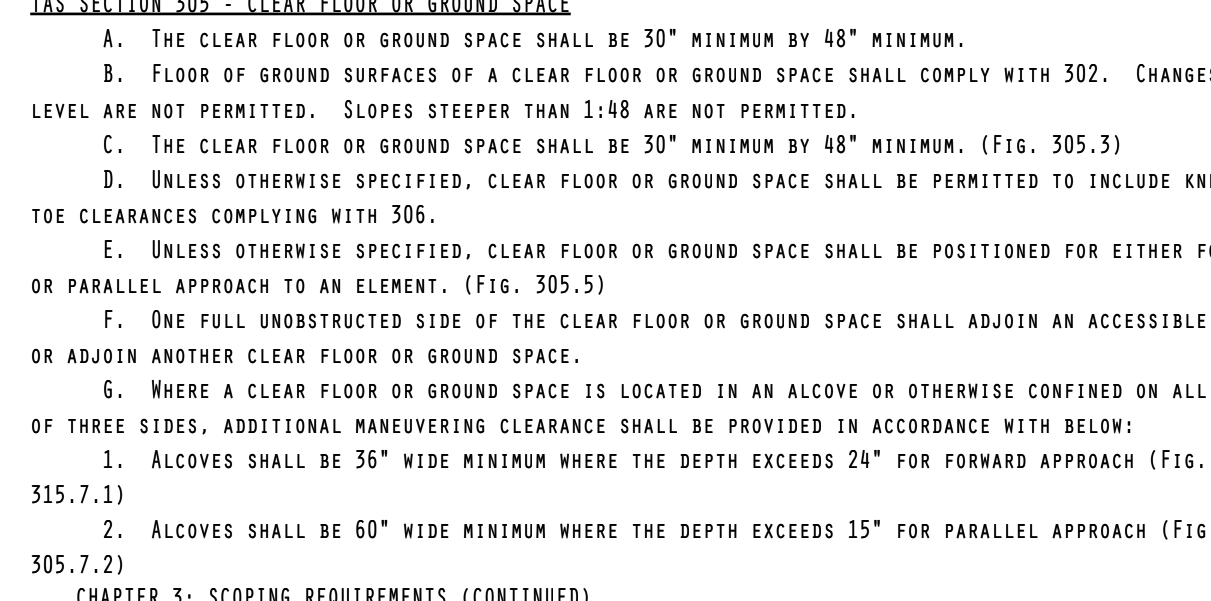 TAS SECTION 305 - CLEAR FLOOR OR GROUND SPACE
A. THE CLEAR FLOOR OR GROUND SPACE SHALL BE 30" MINIMUM BY 48" MINIMUM.
B. FLOOR OF GROUND SURFACES OF A CLEAR FLOOR OR GROUND SPACE SHALL COMPLY WITH 302. CHANGES
LEVEL ARE NOT PERMITTED. SLOPES STEEPER THAN 1:48 ARE NOT PERMITTED.
C. THE CLEAR FLOOR OR GROUND SPACE SHALL BE 30" MINIMUM BY 48" MINIMUM. (FIG. 305.3)
D. UNLESS OTHERWISE SPECIFIED, CLEAR FLOOR OR GROUND SPACE SHALL BE PERMITTED TO INCLUDE
TOE CLEARANCES COMPLYING WITH 306.
E. UNLESS OTHERWISE SPECIFIED, CLEAR FLOOR OR GROUND SPACE SHALL BE POSITIONED FOR EITHER
OR PARALLEL APPROACH TO AN ELEMENT. (FIG. 305.5)
F. ONE FULL UNOBSTRUCTED SIDE OF THE CLEAR FLOOR OR GROUND SPACE SHALL ADJOIN AN ACCESSIBLE
OR ADJOIN ANOTHER CLEAR FLOOR OR GROUND SPACE.
G. WHERE A CLEAR FLOOR OR GROUND SPACE IS LOCATED IN AN ALCOVE OR OTHERWISE CONFINED ON ALL
OF THREE SIDES, ADDITIONAL MANEUVERING CLEARANCE SHALL BE PROVIDED IN ACCORDANCE WITH BELOW:
1. ALCOVES SHALL BE 36" WIDE MINIMUM WHERE THE DEPTH EXCEEDS 24" FOR FORWARD APPROACH (FIG.
315.7.1)
2. ALCOVES SHALL BE 60" WIDE MINIMUM WHERE THE DEPTH EXCEEDS 15" FOR PARALLEL APPROACH (FIG
305.7.2)
CHAPTER 3: SCOPING REQUIREMENTS (CONTINUED)